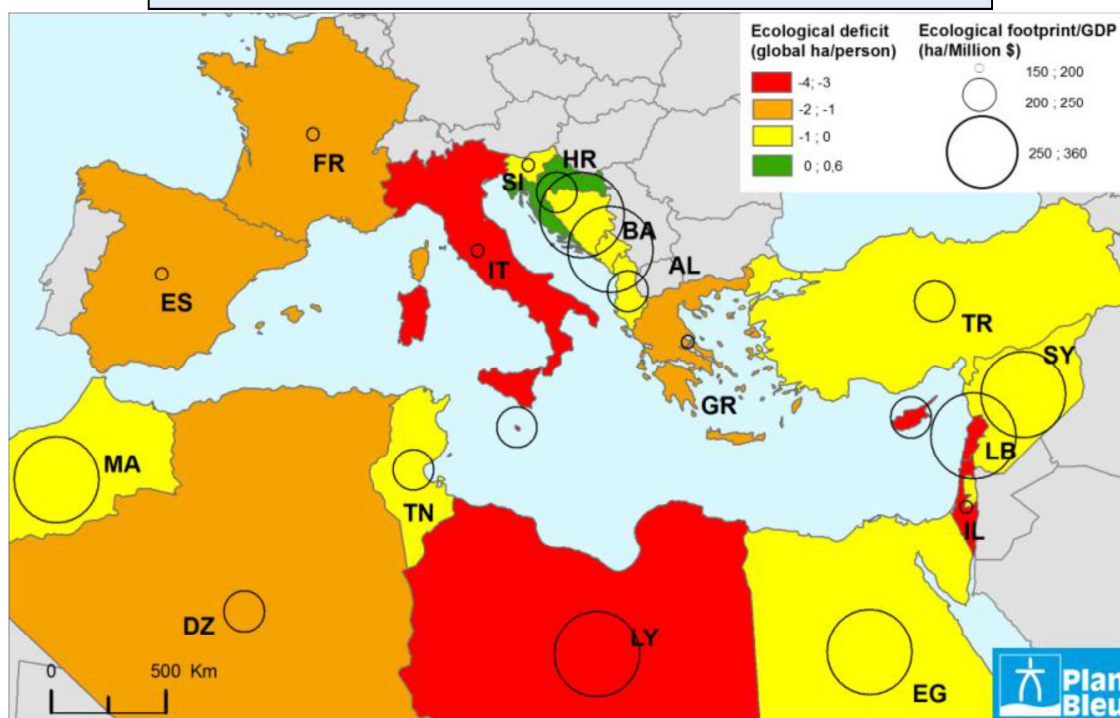 Ecological deficit
(global ha/person)
-4; -3
-2 ; -1
-1 ; 0
0 ; 0,6
Ecological footprint/GDP
(ha/Million $)
150 ; 200
200 ; 250
250 ; 360
FR
SI
HR
BA
IT
AL
ES
TR
SY
GR
LB
MA
TN
IL
DZ
LY
EG
0 500 Km
Plan
Bleu